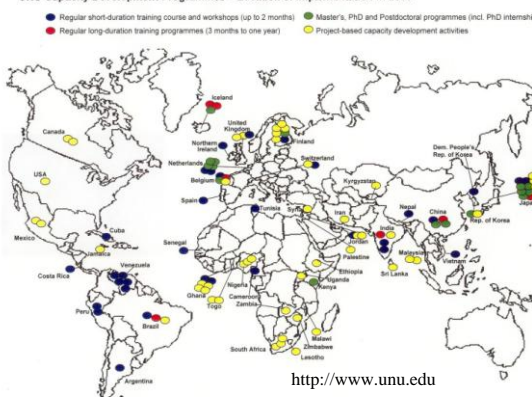 Regular short-duration training course and workshops (up to 2 months)
Master's, PhD and Postdoctoral programmes (incl. PhD internsh
Regular long-duration training programmes (3 months to one year)
Project-based capacity development activities
Iceland
Canada
United
Kingdom
Northern
Ireland
Finland
Netherlands
Switzerland
Belgium
Dem. People's
Rep. of Korea
Kyrgyzstan
USA
Spain
Tunisia
Syria
Iran
Nepal
China
Japa
Rep. of Korea
Cuba
Mexico
Jamaica
Senegal
Jordan
India
Palestine
Malaysia
Vietnam
Costa Rica
Venezuela
Nigeria
Ethiopia
Sri Lanka
Ghana
Togo
Cameroon
Zambia
Uganda
Kenya
Peru
Brazil
Malawi
Zimbabwe
South Africa
Lesotho
Argentina
http://www.unu.edu